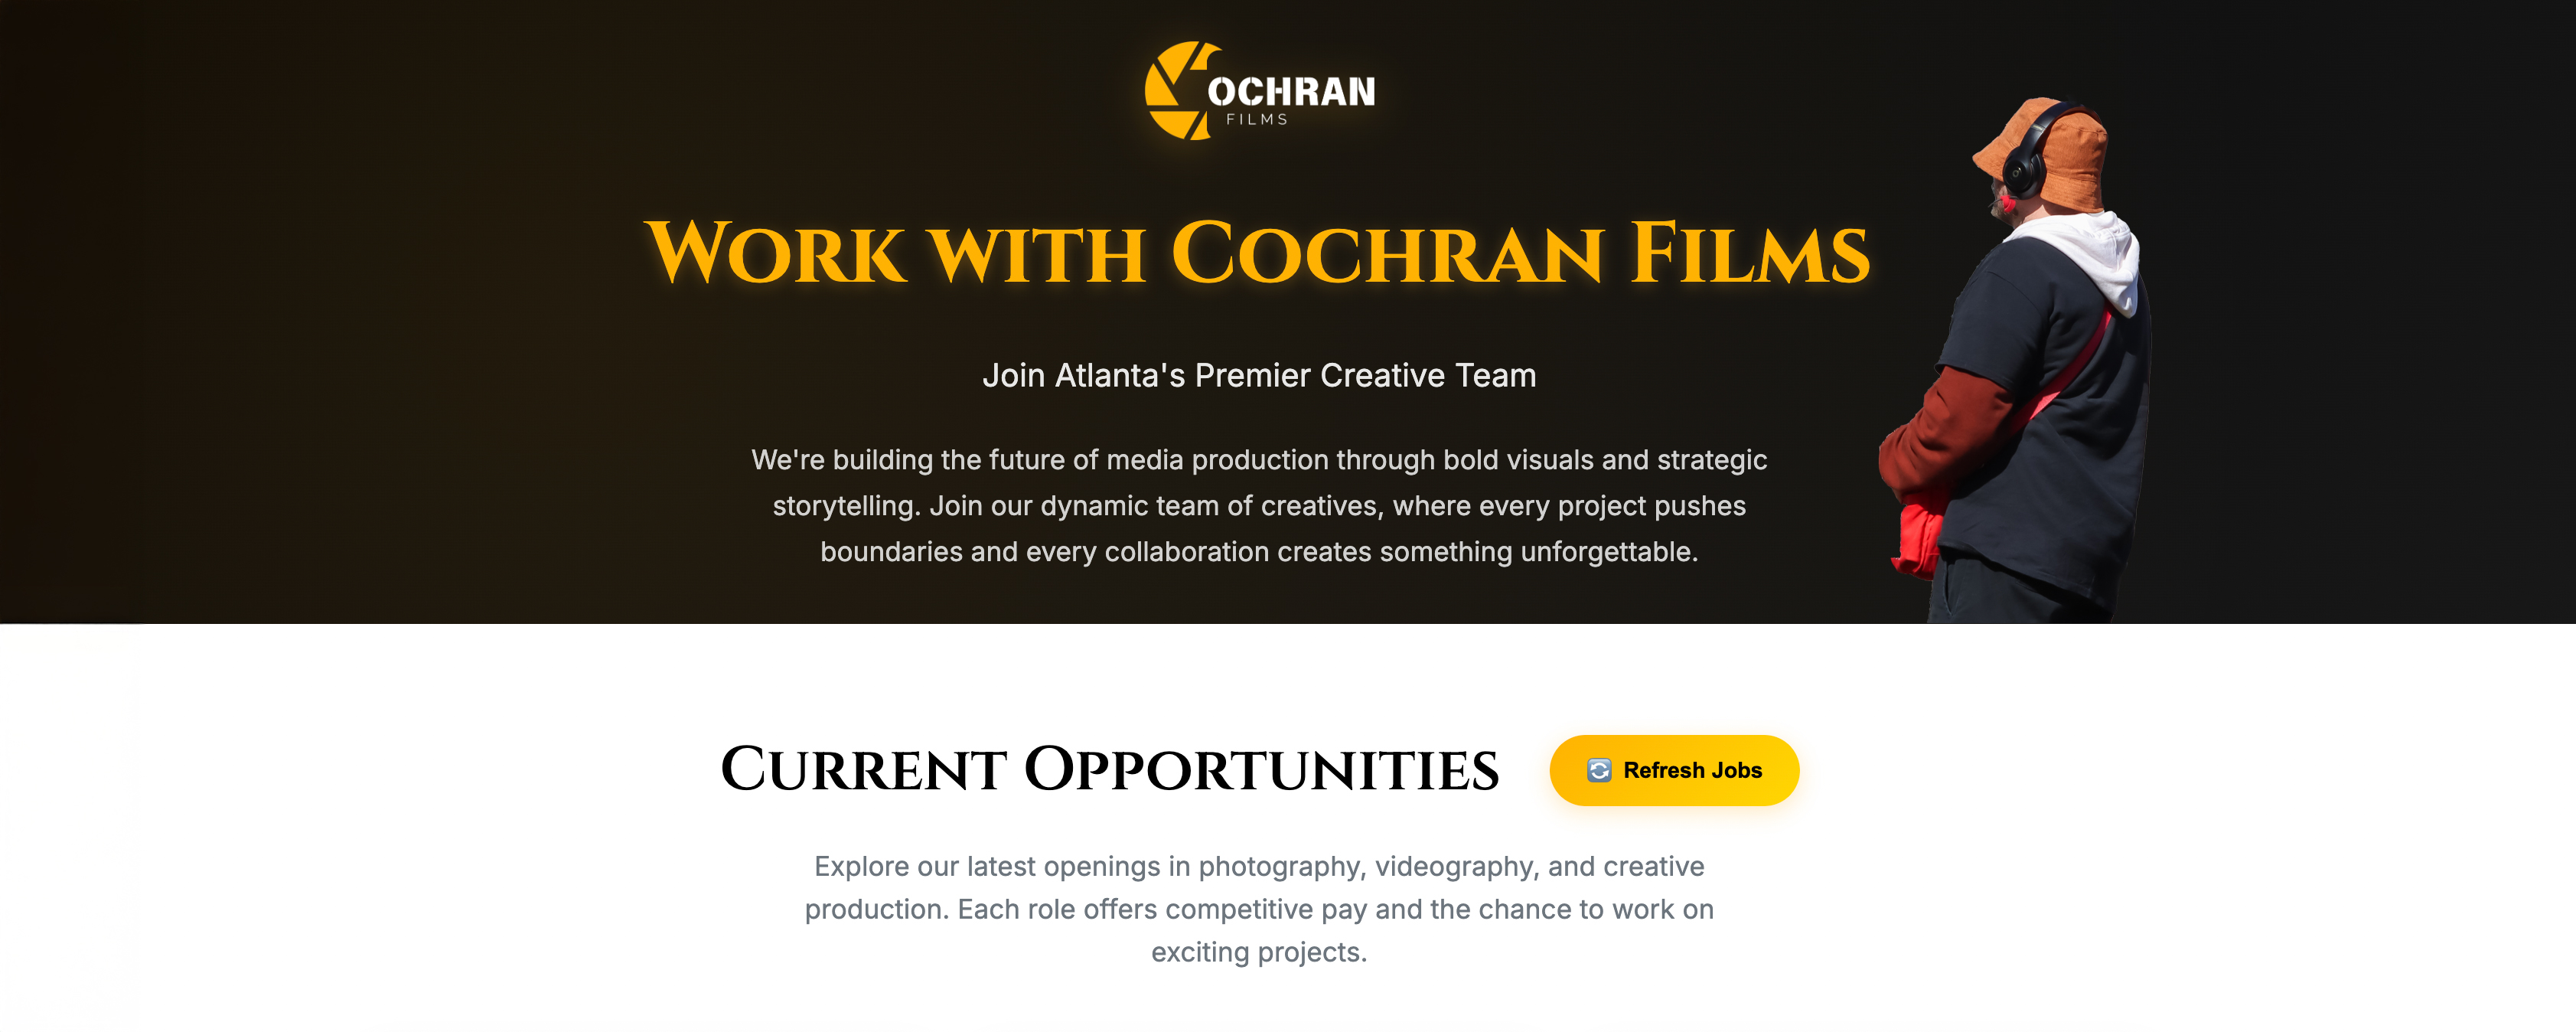 COCHRAN
FILMS
Work with Cochran Films
Join Atlanta's Premier Creative Team
We're building the future of media production through bold visuals and strategic
storytelling. Join our dynamic team of creatives, where every project pushes
boundaries and every collaboration creates something unforgettable.
Current Opportunities
Refresh Jobs
Explore our latest openings in photography, videography, and creative
production. Each role offers competitive pay and the chance to work on
exciting projects.